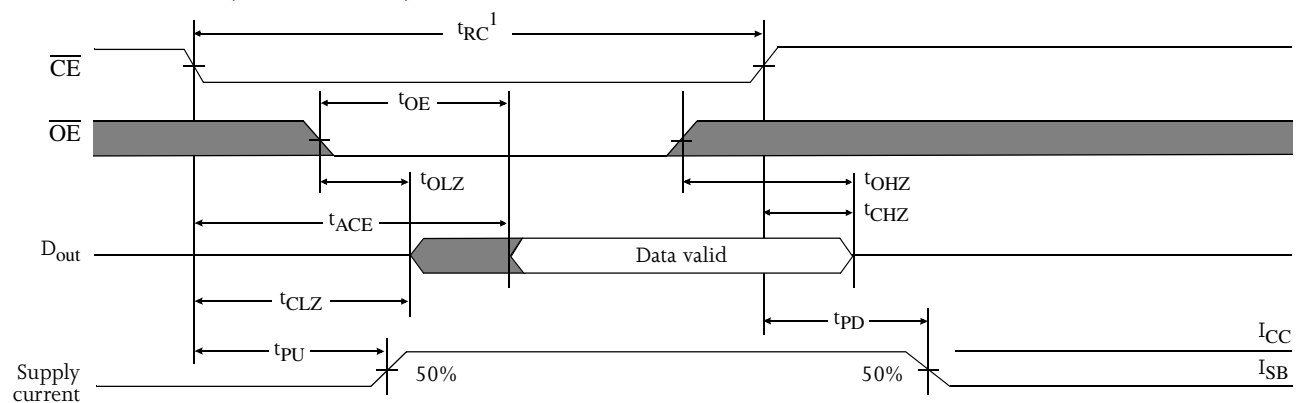 tRC1
CE
tOE
OE
tOLZ
tOHZ
tACE
tCHZ
Dout
Data valid
tCLZ
tPD
tPU
ICC
Supply
current
50%
50%
ISB